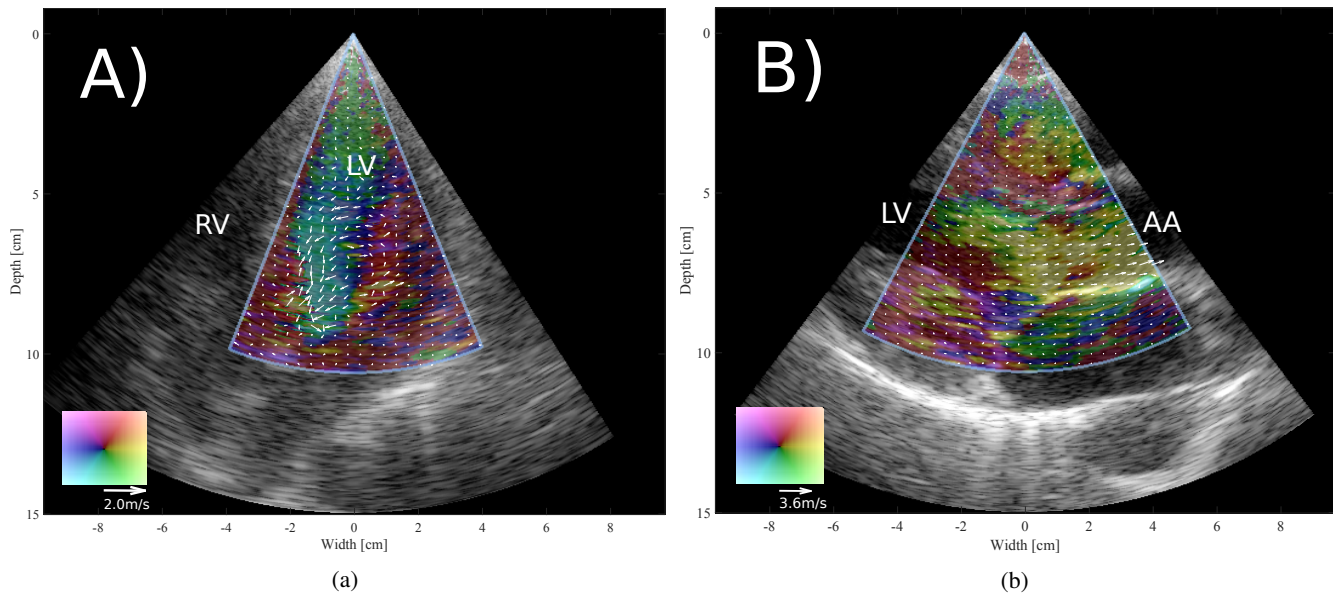 A)
LV
RV
0
5
10
15
Depth [cm]
2.0m/s
-8 -6 -4 -2 0 2 4 6 8
Width [cm]
(a)
B)
LV
AA
0
5
10
15
Depth [cm]
3.6m/s
-8 -6 -4 -2 0 2 4 6 8
Width [cm]
(b)